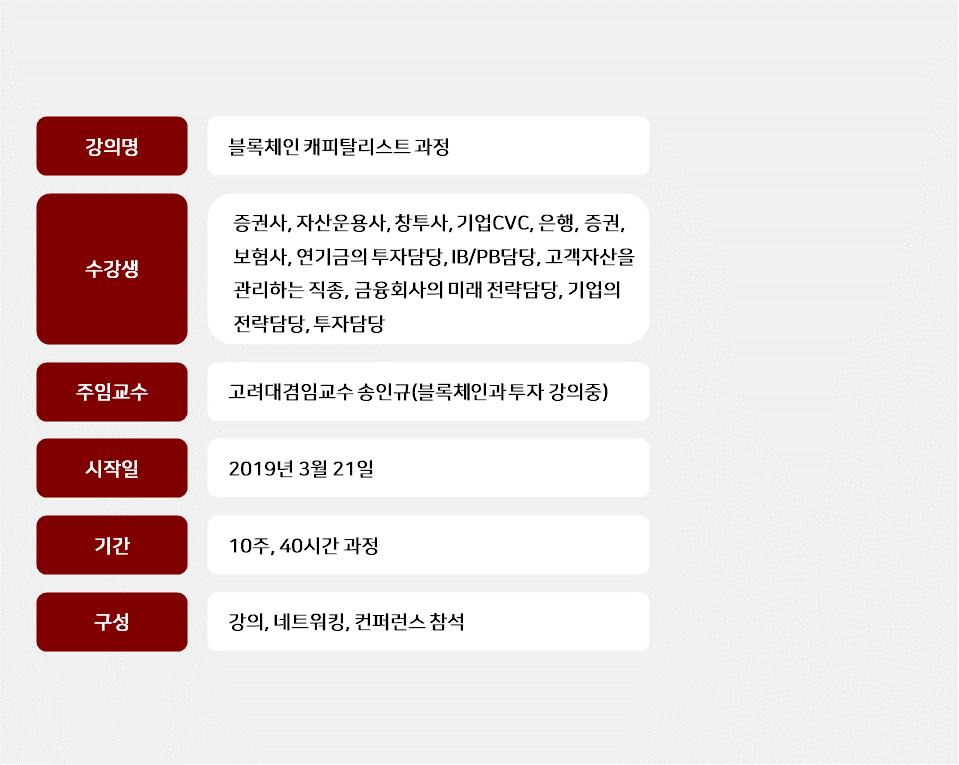 강의명
블록체인 캐피탈리스트 과정
수강생
증권사, 자산운용사, 창투사, 기업CVC, 은행, 증권,
보험사, 연기금의 투자담당, IB/PB담당, 고객자산을
관리하는 직종, 금융회사의 미래 전략담당, 기업의
전략담당, 투자담당
주임교수
고려대겸임교수 송인규(블록체인과 투자 강의중)
시작일
2019년 3월 21일
기간
10주, 40시간 과정
구성
강의, 네트워킹, 컨퍼런스 참석